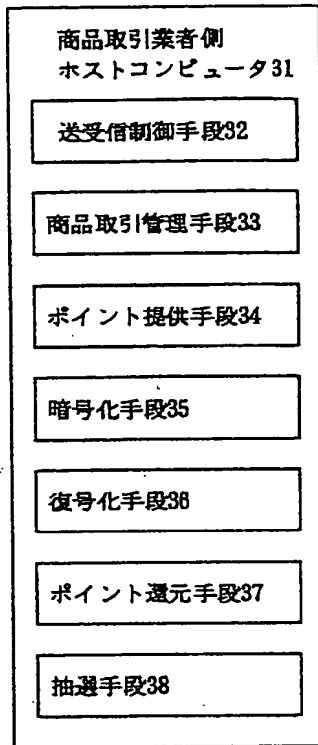 商品取引業者側
ホストコンピュータ31
送受信制御手段32
商品取引管理手段33
ポイント提供手段34
暗号化手段35
復号化手段36
ポイント還元手段37
抽選手段38